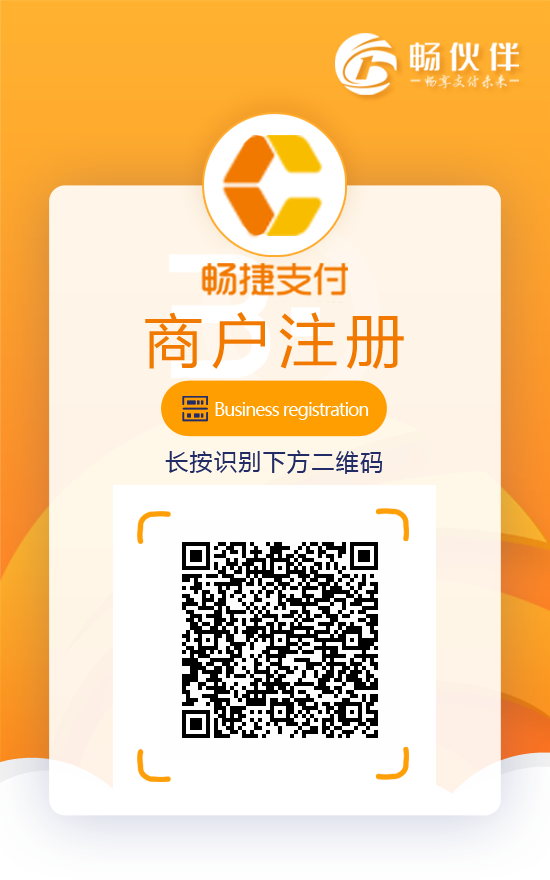 畅伙伴
畅享支付未来
畅捷支付
商户注册
Business registration
长按识别下方二维码